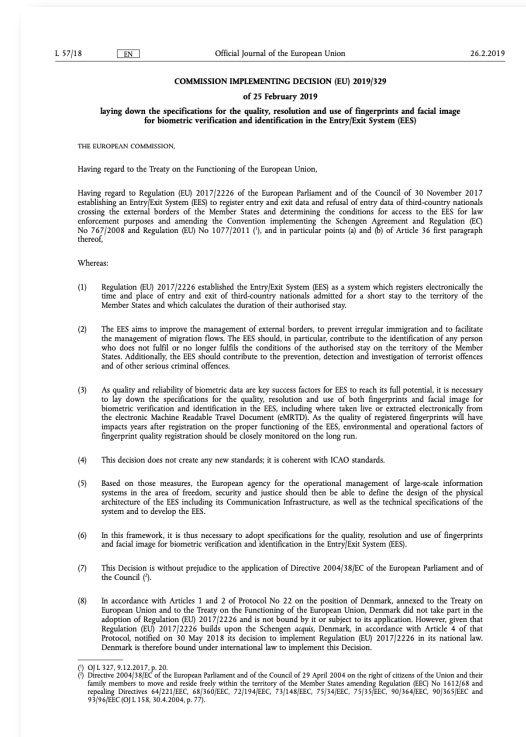 L 57/18 EN Official Journal of the European Union 26.2.2019
COMMISSION IMPLEMENTING DECISION (EU) 2019/329
of 25 February 2019
laying down the specifications for the quality, resolution and use of fingerprints and facial image
for biometric verification and identification in the Entry/Exit System (EES)
THE EUROPEAN COMMISSION,
Having regard to the Treaty on the Functioning of the European Union,
Having regard to Regulation (EU) 2017/2226 of the European Parliament and of the Council of 30 November 2017
establishing an Entry/Exit System (EES) to register entry and exit data and refusal of entry data of third-country nationals
crossing the external borders of the Member States and determining the conditions for access to the EES for law
enforcement purposes and amending the Convention implementing the Schengen Agreement and Regulation (EC)
No 767/2008 and Regulation (EU) No 1077/2011 (¹), and in particular points (a) and (b) of Article 36 first paragraph
thereof,
Whereas:
(1) Regulation (EU) 2017/2226 established the Entry/Exit System (EES) as a system which registers electronically the
time and place of entry and exit of third-country nationals admitted for a short stay to the territory of the
Member States and which calculates the duration of their authorised stay.
(2) The EES aims to improve the management of external borders, to prevent irregular immigration and to facilitate
the management of migration flows. The EES should, in particular, contribute to the identification of any person
who does not fulfil or no longer fulfils the conditions of the authorised stay on the territory of the Member
States. Additionally, the EES should contribute to the prevention, detection and investigation of terrorist offences
and of other serious criminal offences.
(3) As quality and reliability of biometric data are key success factors for EES to reach its full potential, it is necessary
to lay down the specifications for the quality, resolution and use of both fingerprints and facial image for
biometric verification and identification in the EES, including where taken live or extracted electronically from
the electronic Machine Readable Travel Document (eMRTD). As the quality of registered fingerprints will have
impacts years after registration on the proper functioning of the EES, environmental and operational factors of
fingerprint quality registration should be closely monitored on the long run.
(4) This decision does not create any new standards; it is coherent with ICAO standards.
(5) Based on those measures, the European agency for the operational management of large-scale information
systems in the area of freedom, security and justice should then be able to define the design of the physical
architecture of the EES including its Communication Infrastructure, as well as the technical specifications of the
system and to develop the EES.
(6) In this framework, it is thus necessary to adopt specifications for the quality, resolution and use of fingerprints
and facial image for biometric verification and identification in the Entry/Exit System (EES).
(7) This Decision is without prejudice to the application of Directive 2004/38/EC of the European Parliament and of
the Council (²).
(8) In accordance with Articles 1 and 2 of Protocol No 22 on the position of Denmark, annexed to the Treaty on
European Union and to the Treaty on the Functioning of the European Union, Denmark did not take part in the
adoption of Regulation (EU) 2017/2226 and is not bound by it or subject to its application. However, given that
Regulation (EU) 2017/2226 builds upon the Schengen acquis, Denmark, in accordance with Article 4 of that
Protocol, notified on 30 May 2018 its decision to implement Regulation (EU) 2017/2226 in its national law.
Denmark is therefore bound under international law to implement this Decision.
(¹) OJ L 327, 9.12.2017, p. 20.
(²) Directive 2004/38/EC of the European Parliament and of the Council of 29 April 2004 on the right of citizens of the Union and their
family members to move and reside freely within the territory of the Member States amending Regulation (EEC) No 1612/68 and
repealing Directives 64/221/EEC, 68/360/EEC, 72/194/EEC, 73/148/EEC, 75/34/EEC, 75/35/EEC, 90/364/EEC, 90/365/EEC and
93/96/EEC (OJ L 158, 30.4.2004, p. 77).